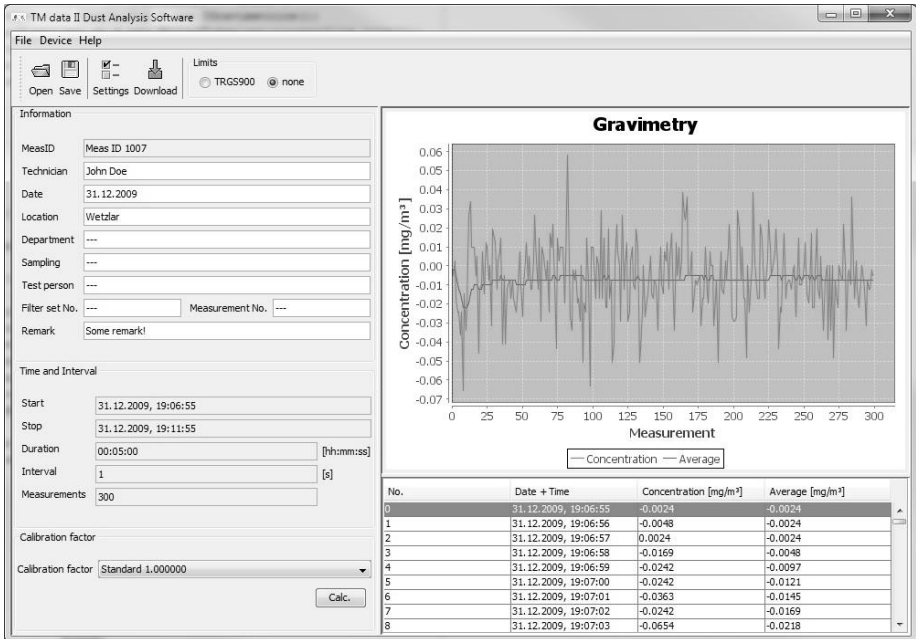 TM data II Dust Analysis Software
File Device Help
Open Save Settings Download
Limits
TRGS900 none
Information
MeasID Meas ID 1007
Technician John Doe
Date 31.12.2009
Location Wetzlar
Department ---
Sampling ---
Test person ---
Filter set No. --- Measurement No. ---
Remark Some remark!
Time and Interval
Start 31.12.2009, 19:06:55
Stop 31.12.2009, 19:11:55
Duration 00:05:00 [hh:mm:ss]
Interval 1 [s]
Measurements 300
Calibration factor
Calibration factor Standard 1.000000
Calc.
Gravimetry
Concentration [mg/m³]
0.06
0.05
0.04
0.03
0.02
0.01
0.00
-0.01
-0.02
-0.03
-0.04
-0.05
-0.06
-0.07
0 25 50 75 100 125 150 175 200 225 250 275 300
Measurement
Concentration Average
No. Date + Time Concentration [mg/m³] Average [mg/m³]
0 31.12.2009, 19:06:55 -0.0024 -0.0024
1 31.12.2009, 19:06:56 -0.0048 -0.0024
2 31.12.2009, 19:06:57 0.0024 -0.0024
3 31.12.2009, 19:06:58 -0.0169 -0.0048
4 31.12.2009, 19:06:59 -0.0242 -0.0097
5 31.12.2009, 19:07:00 -0.0242 -0.0121
6 31.12.2009, 19:07:01 -0.0363 -0.0145
7 31.12.2009, 19:07:02 -0.0242 -0.0169
8 31.12.2009, 19:07:03 -0.0654 -0.0218